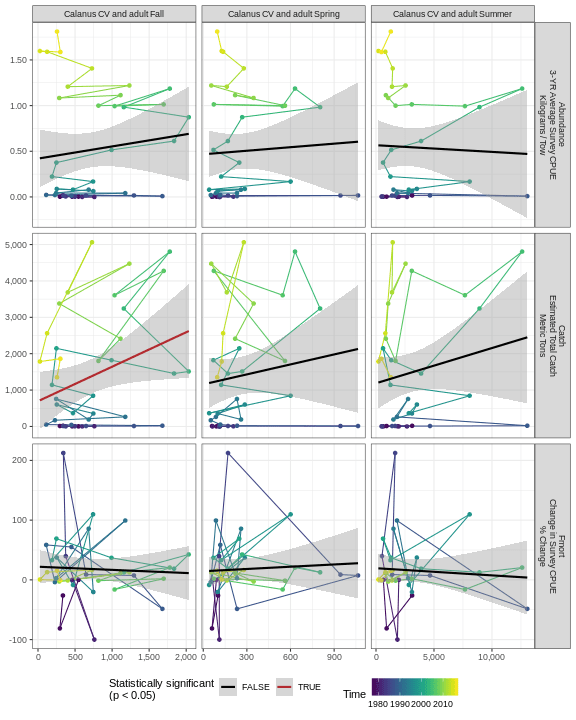 Calanus CV and adult Fall
Calanus CV and adult Spring
Calanus CV and adult Summer
1.50
1.00
0.50
0.00
Abundance
3-YR Average Survey CPUE
Kilograms / Tow
5,000
4,000
3,000
2,000
1,000
0
Catch
Estimated Total Catch
Metric Tons
200
100
0
-100
Fmort
Change in Survey CPUE
% Change
0 500 1,000 1,500 2,000
0 300 600 900
0 5,000 10,000
Statistically significant
(p < 0.05)
FALSE
TRUE
Time
1980 1990 2000 2010